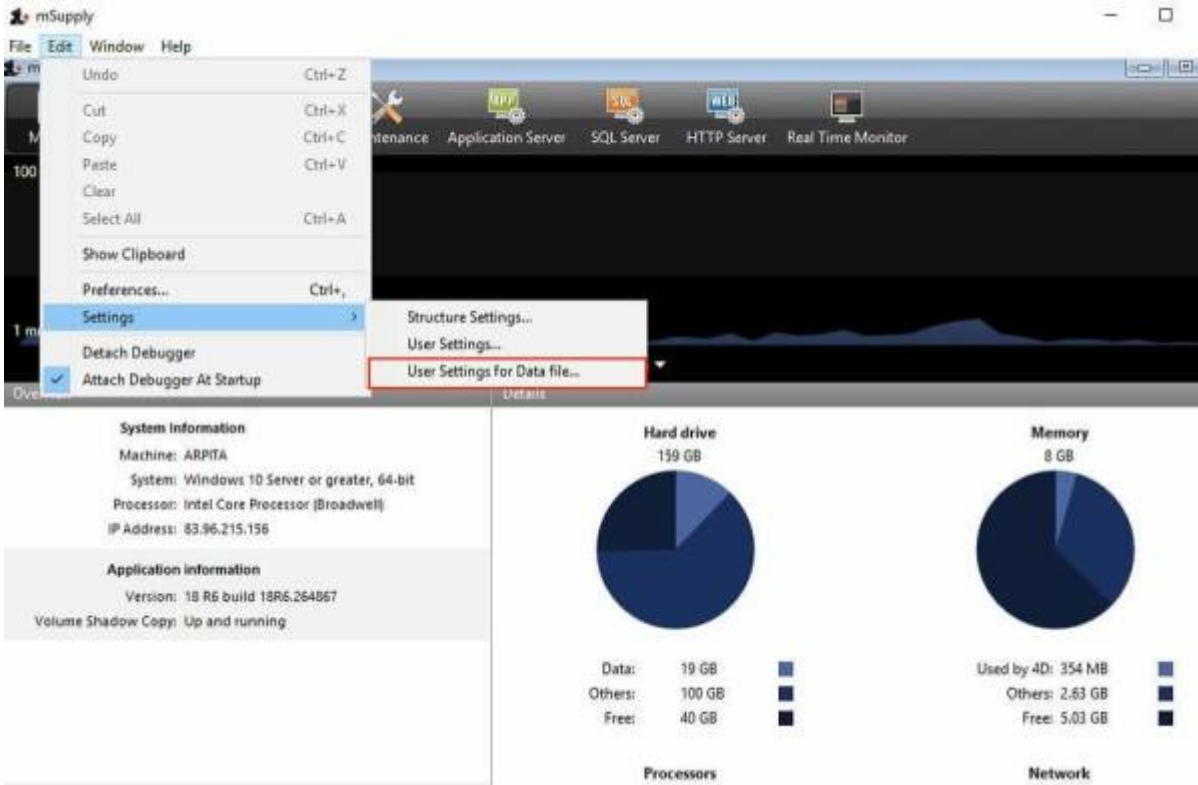 mSupply
File Edit Window Help
Undo Ctrl+Z
Cut Ctrl+X
Copy Ctrl+C
Paste Ctrl+V
Clear
Select All Ctrl+A
Show Clipboard
Preferences... Ctrl+,
Settings
Detach Debugger
Attach Debugger At Startup
Structure Settings...
User Settings...
User Settings for Data file...
Application Server SQL Server HTTP Server Real Time Monitor
100
Details
System Information
Machine: ARPITA
System: Windows 10 Server or greater, 64-bit
Processor: Intel Core Processor (Broadwell)
IP Address: 83.96.215.156
Application information
Version: 18 R6 build 18R6.264867
Volume Shadow Copy: Up and running
Hard drive
159 GB
Data: 19 GB
Others: 100 GB
Free: 40 GB
Memory
8 GB
Used by 4D: 354 MB
Others: 2.63 GB
Free: 5.03 GB
Processors
Network